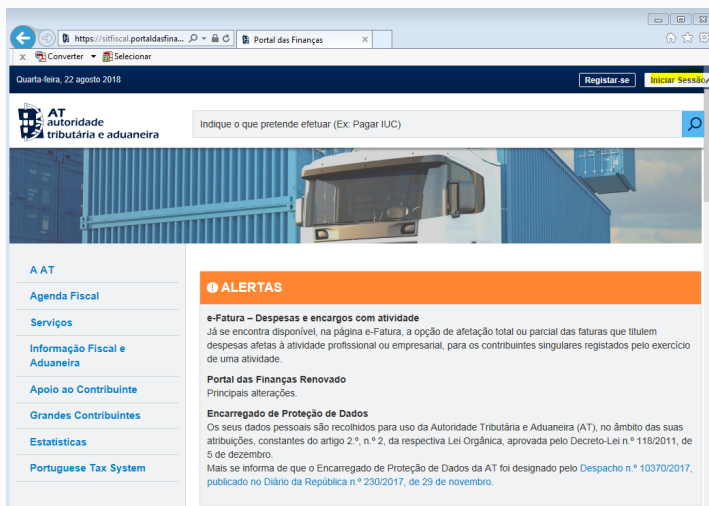 https://sitfiscal.portaldasfina...
Portal das Finanças
Converter
Selecionar
Quarta-feira, 22 agosto 2018
Registar-se
Iniciar Sessão
AT
autoridade
tributária e aduaneira
Indique o que pretende efetuar (Ex: Pagar IUC)
A AT
Agenda Fiscal
Serviços
Informação Fiscal e
Aduaneira
Apoio ao Contribuinte
Grandes Contribuintes
Estatísticas
Portuguese Tax System
ALERTAS
e-Fatura – Despesas e encargos com atividade
Já se encontra disponível, na página e-Fatura, a opção de afetação total ou parcial das faturas que titulem
despesas afetas à atividade profissional ou empresarial, para os contribuintes singulares registados pelo exercício
de uma atividade.
Portal das Finanças Renovado
Principais alterações.
Encarregado de Proteção de Dados
Os seus dados pessoais são recolhidos para uso da Autoridade Tributária e Aduaneira (AT), no âmbito das suas
atribuições, constantes do artigo 2.º, n.º 2, da respectiva Lei Orgânica, aprovada pelo Decreto-Lei n.º 118/2011, de
5 de dezembro.
Mais se informa de que o Encarregado de Proteção de Dados da AT foi designado pelo Despacho n.º 10370/2017,
publicado no Diário da República n.º 230/2017, de 29 de novembro.